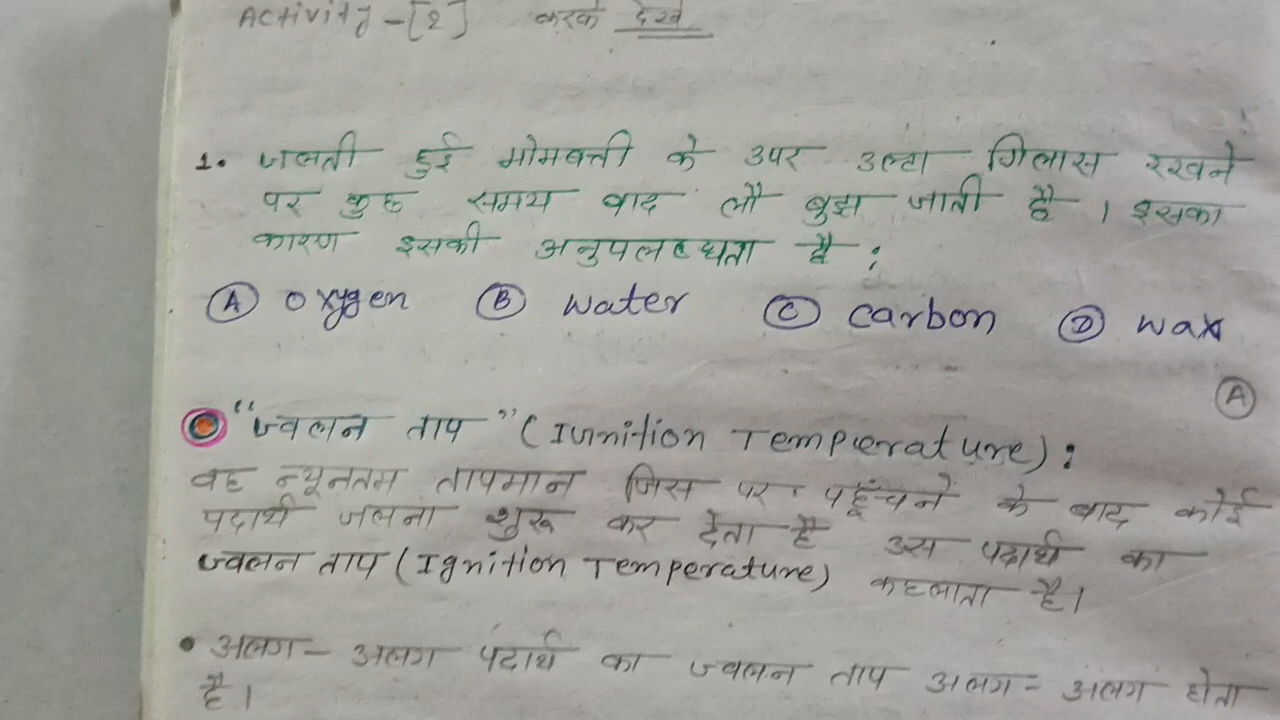 Activity-[2] करके देखे
1. जलती हुई मोमबत्ती के उपर उल्टा गिलास रखने
पर कुछ समय बाद लौ बुझ जाती है । इसका
कारण इसकी अनुपलब्धता है :
(A) oxygen (B) water (C) carbon (D) wax
(A)
"ज्वलन ताप" (Ignition Temperature) :
वह न्यूनतम तापमान जिस पर पहूँचने के बाद कोई
पदार्थ जलना शुरू कर देता है उस पदार्थ का
ज्वलन ताप (Ignition Temperature) कहलाता है।
• अलग-अलग पदार्थ का ज्वलन ताप अलग-अलग होता
है।